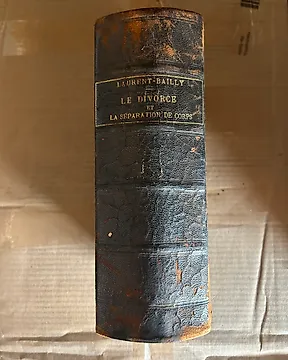 LAURENT-BAILLY
LE DIVORCE
ET
LA SÉPARATION DE CORPS